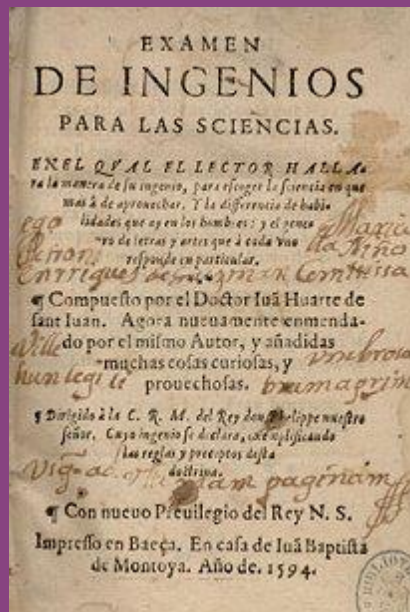 EXAMEN
DE INGENIOS
PARA LAS SCIENCIAS.
EN EL QVAL EL LECTOR HALLA-
ra la manera de su ingenio, para escoger la sciencia en que
mas à de aprouechar. Y la differencia de habi-
lidades que ay en los hombres: y el gene-
ro de letras y artes que à cada vno
responde en particular.
¶ Compuesto por el Doctor Iuã Huarte de
sant Iuan. Agora nueuamente enmenda-
do por el mismo Autor, y añadidas
muchas cosas curiosas, y
prouechosas.
¶ Dirigido à la C. R. M. del Rey don Phelippe nuestro
señor. Cuyo ingenio se declara, exemplificando
las reglas y preceptos desta
doctrina.
¶ Con nueuo Preuilegio del Rey N. S.
Impresso en Baeça. En casa de Iuã Baptista
de Montoya. Año de. 1594.